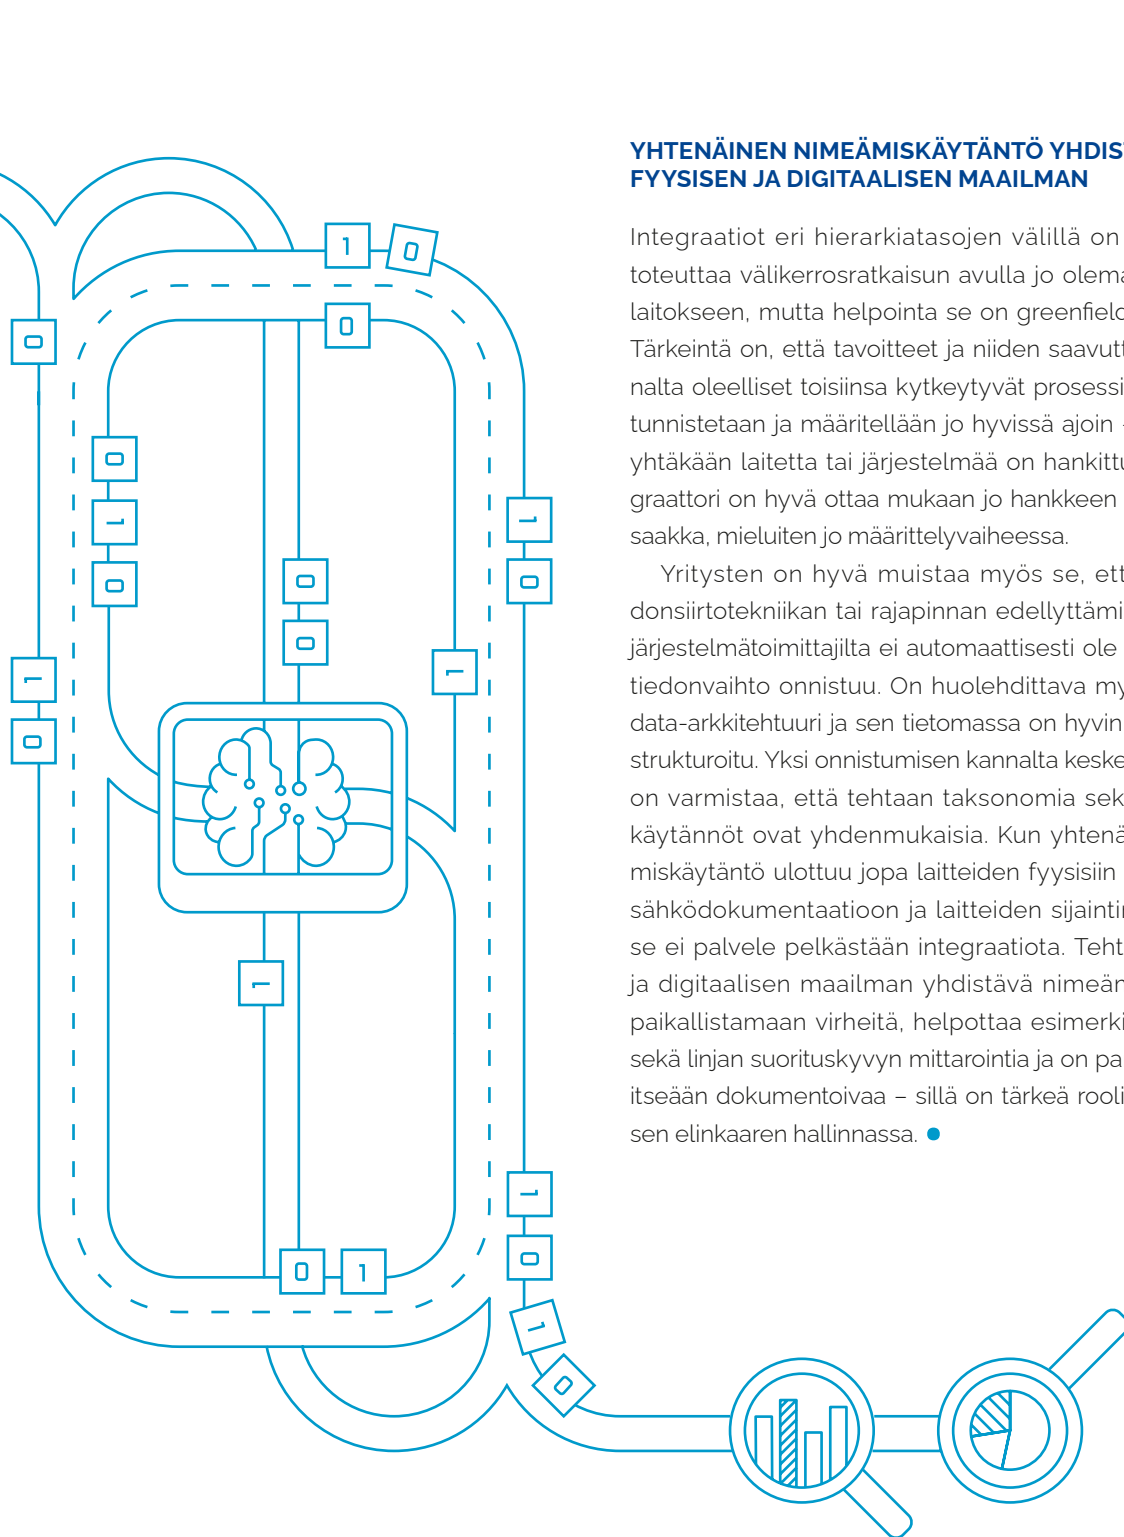 YHTENÄINEN NIMEÄMISKÄYTÄNTÖ YHDIS
FYYSISEN JA DIGITAALISEN MAAILMAN
Integraatiot eri hierarkiatasojen välillä on
toteuttaa välikerrosratkaisun avulla jo olema
laitokseen, mutta helpointa se on greenfield
Tärkeintä on, että tavoitteet ja niiden saavutt
nalta oleelliset toisiinsa kytkeytyvät prosessi
tunnistetaan ja määritellään jo hyvissä ajoin
yhtäkään laitetta tai järjestelmää on hankittu
graattori on hyvä ottaa mukaan jo hankkeen
saakka, mieluiten jo määrittelyvaiheessa.
Yritysten on hyvä muistaa myös se, ett
donsiirtotekniikan tai rajapinnan edellyttämi
järjestelmätoimittajilta ei automaattisesti ole
tiedonvaihto onnistuu. On huolehdittava my
data-arkkitehtuuri ja sen tietomassa on hyvin
strukturoitu. Yksi onnistumisen kannalta keske
on varmistaa, että tehtaan taksonomia sek
käytännöt ovat yhdenmukaisia. Kun yhtenä
miskäytäntö ulottuu jopa laitteiden fyysisiin
sähködokumentaatioon ja laitteiden sijainti
se ei palvele pelkästään integraatiota. Teht
ja digitaalisen maailman yhdistävä nimeäm
paikallistamaan virheitä, helpottaa esimerki
sekä linjan suorituskyvyn mittarointia ja on pa
itseään dokumentoivaa – sillä on tärkeä rooli
sen elinkaaren hallinnassa. ●
1 0
0
0
0
1
0
1
0
0
0
1
1
0
1
0
1
0 1
1
0
1
0